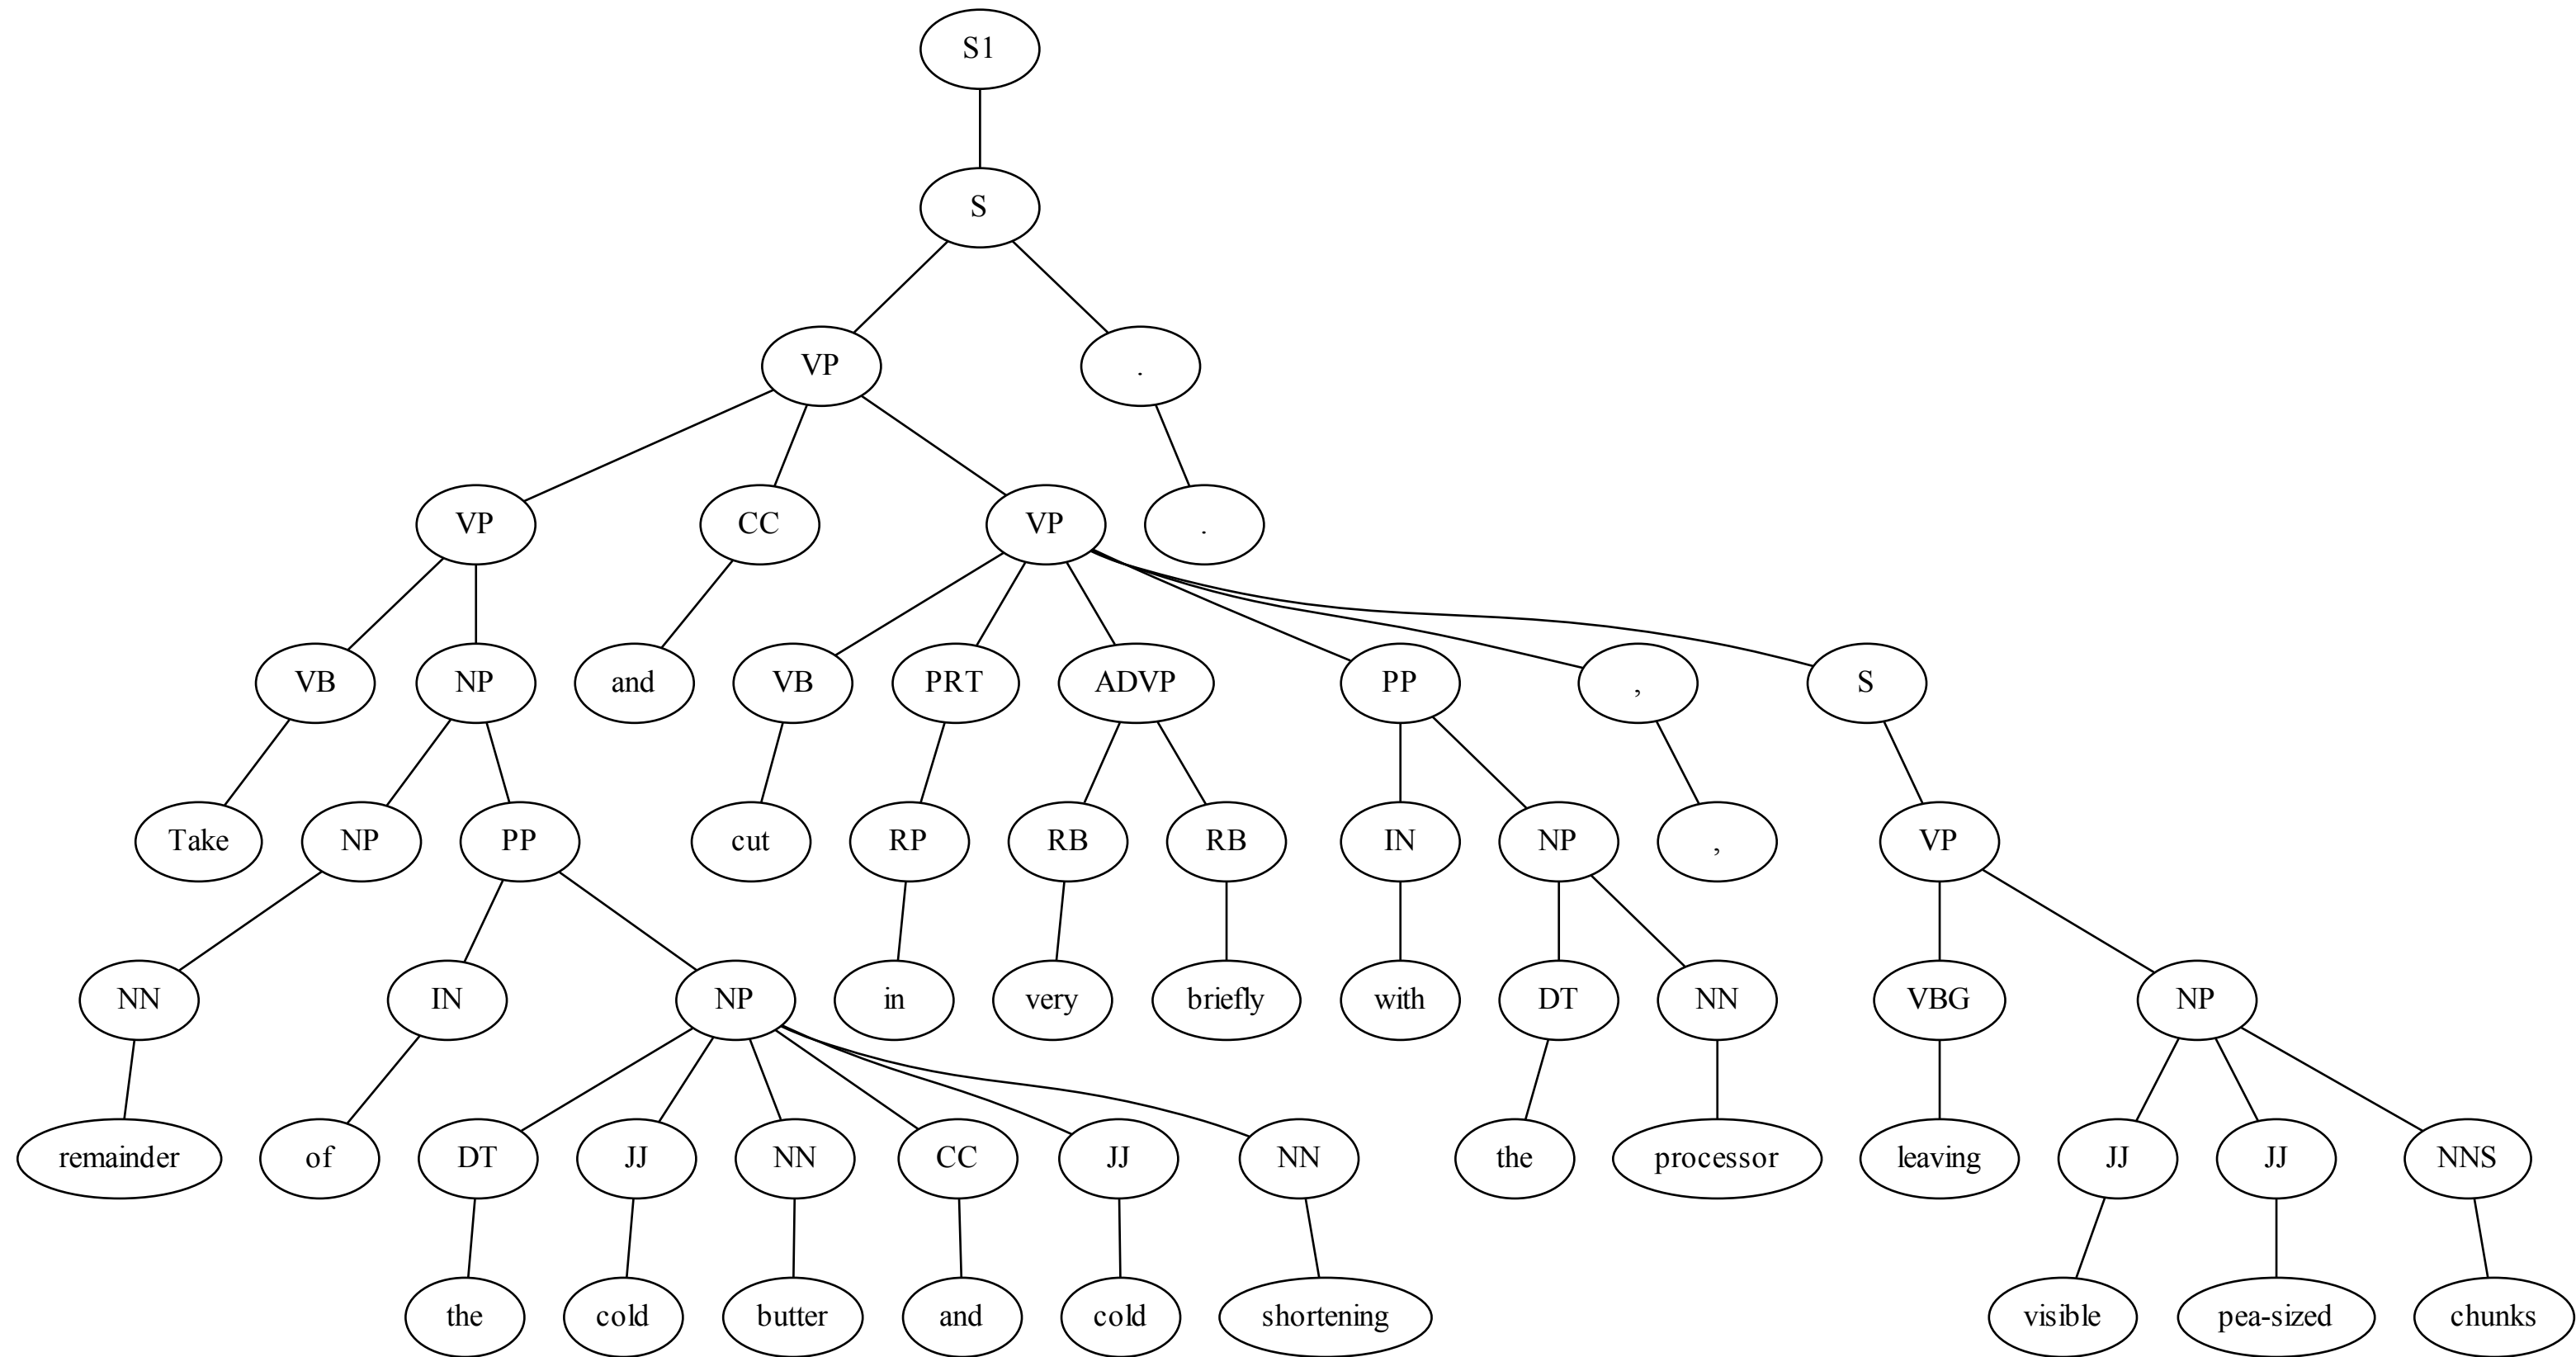 S1
S
VP .
VP CC VP .
VB NP and VB PRT ADVP PP , S
Take NP PP cut RP RB RB IN NP , VP
NN IN NP in very briefly with DT NN VBG NP
remainder of DT JJ NN CC JJ NN the processor leaving JJ JJ NNS
the cold butter and cold shortening visible pea-sized chunks